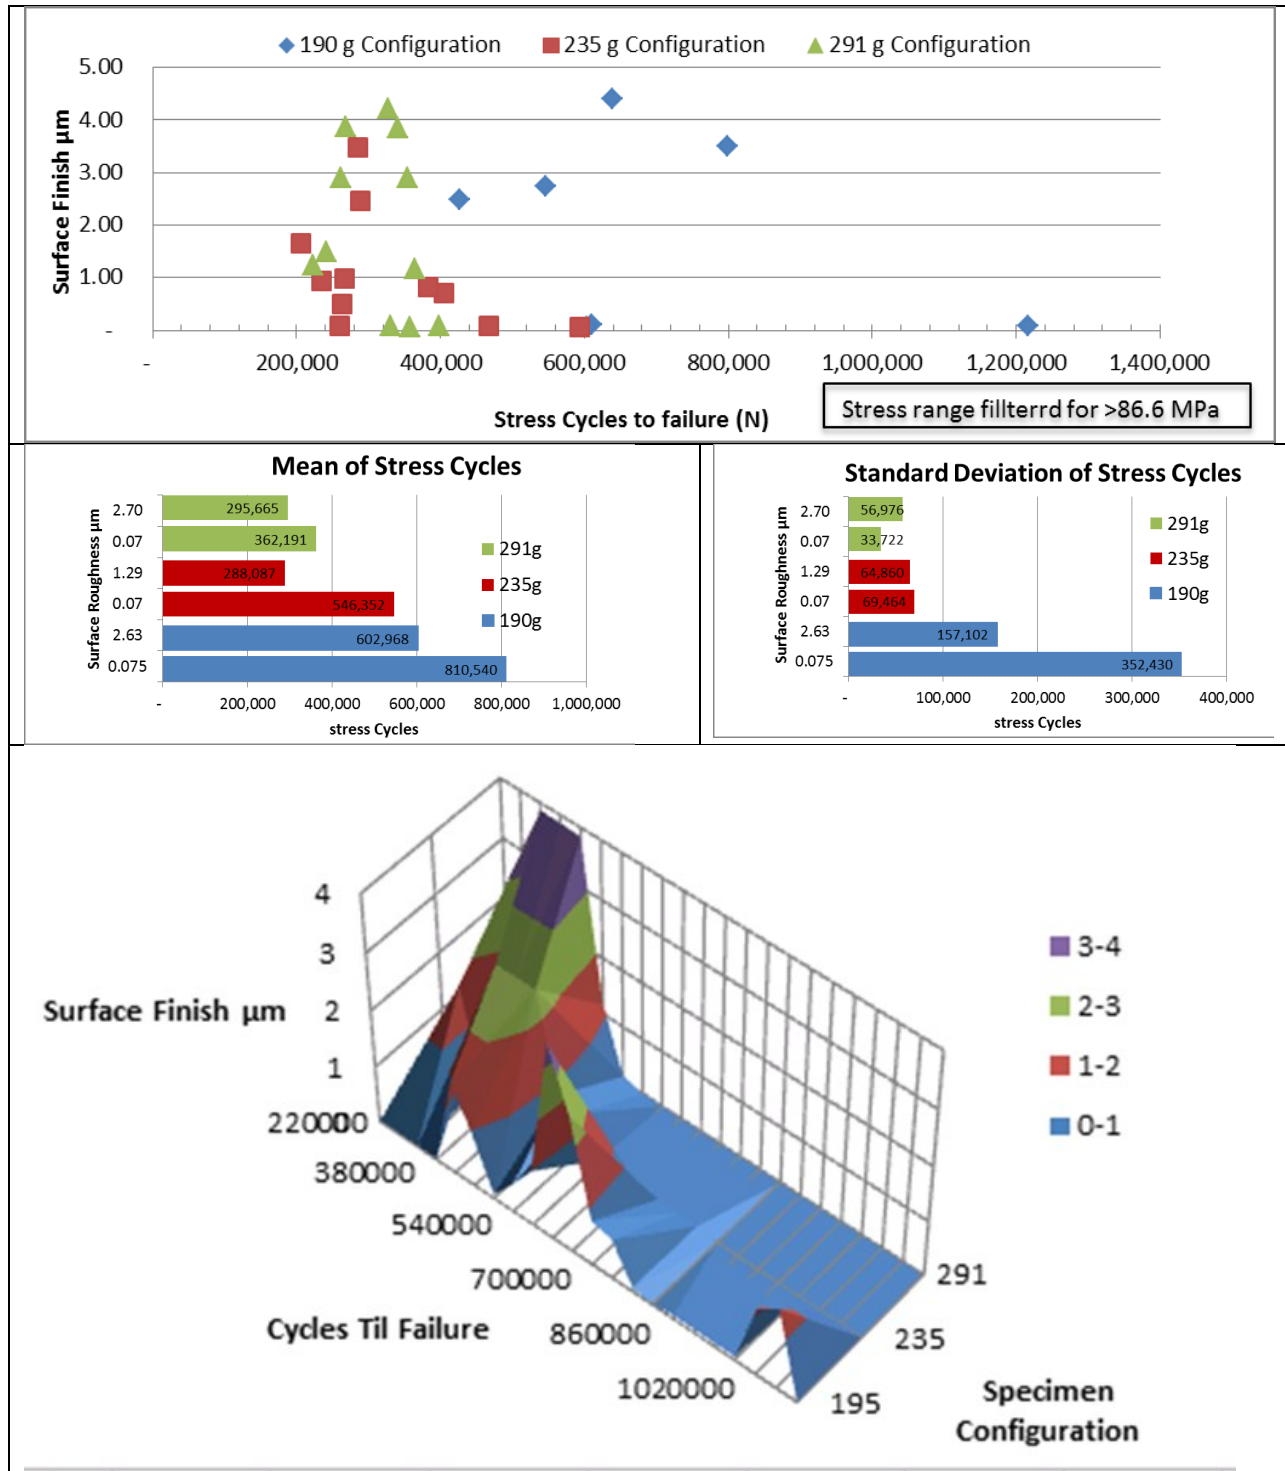 190 g Configuration 235 g Configuration 291 g Configuration
5.00
4.00
3.00
2.00
1.00
-
Surface Finish µm
- 200,000 400,000 600,000 800,000 1,000,000 1,200,000 1,400,000
Stress Cycles to failure (N)
Stress range fillterrd for >86.6 MPa
Mean of Stress Cycles
Surface Roughness µm
2.70 295,665
0.07 362,191
1.29 288,087
0.07 546,352
2.63 602,968
0.075 810,540
291g
235g
190g
- 200,000 400,000 600,000 800,000 1,000,000
stress Cycles
Standard Deviation of Stress Cycles
Surface Roughness µm
2.70 56,976
0.07 33,722
1.29 64,860
0.07 69,464
2.63 157,102
0.075 352,430
291g
235g
190g
- 100,000 200,000 300,000 400,000
stress Cycles
4
3
2
1
Surface Finish µm
220000
380000
540000
700000
860000
1020000
Cycles Til Failure
291
235
195
Specimen
Configuration
3-4
2-3
1-2
0-1